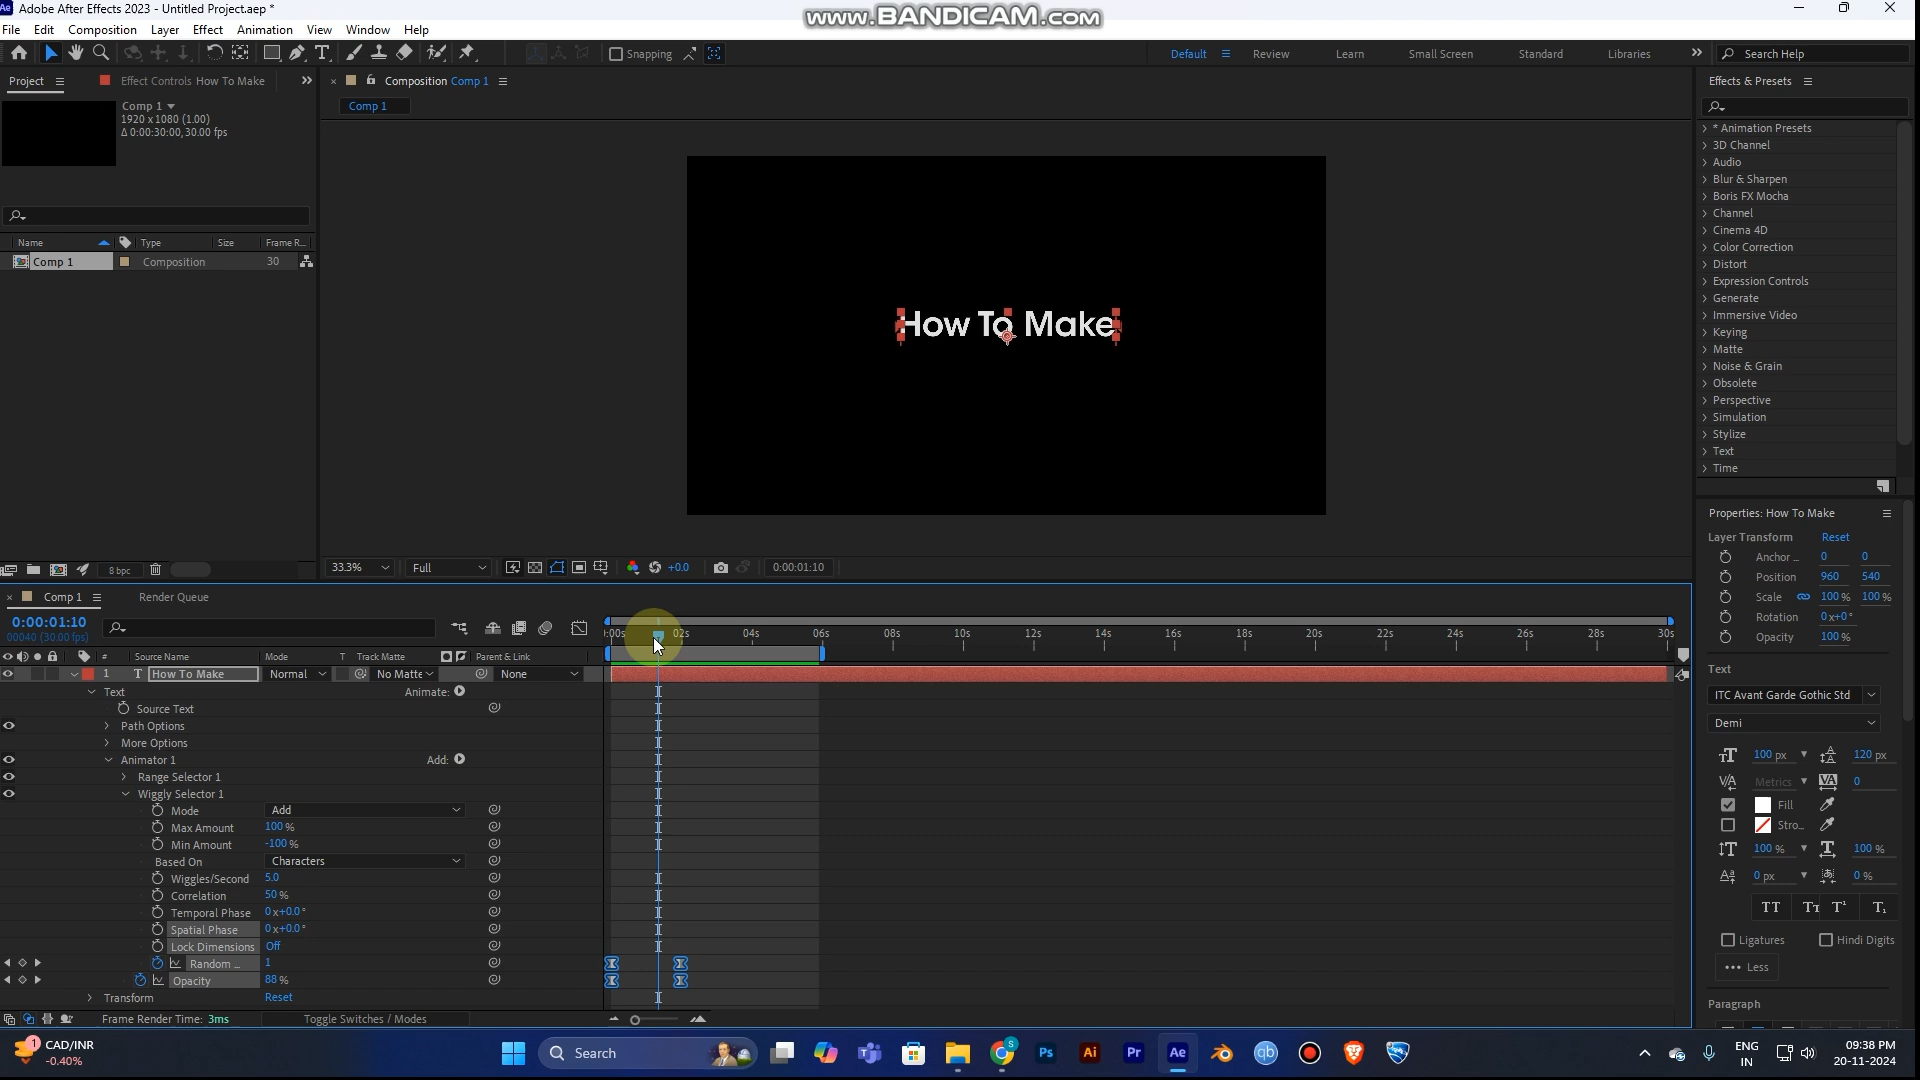 Ae Adobe After Effects 2023 - Untitled Project.aep *
www.BANDICAM.com
File Edit Composition Layer Effect Animation View Window Help
Snapping Default Review Learn Small Screen Standard Libraries Search Help
Project Effect Controls How To Make
Composition Comp 1
Effects & Presets
Comp 1
1920 x 1080 (1.00)
Δ 0:00:30:00, 30.00 fps
Comp 1
* Animation Presets
3D Channel
Audio
Blur & Sharpen
Boris FX Mocha
Channel
Cinema 4D
Color Correction
Distort
Expression Controls
Generate
Immersive Video
Keying
Matte
Noise & Grain
Obsolete
Perspective
Simulation
Stylize
Text
Time
Name Type Size Frame R...
Comp 1 Composition 30
How To Make
8 bpc
33.3% Full +0.0 0:00:01:10
Properties: How To Make
Layer Transform Reset
Anchor ... 0 0
Position 960 540
Scale 100 % 100 %
Rotation 0x+0°
Opacity 100 %
Text
ITC Avant Garde Gothic Std
Demi
100 px 120 px
Metrics 0
Fill
Stro...
100 % 100 %
0 px 0 %
TT Tт T¹ T₁
Ligatures Hindi Digits
••• Less
Paragraph
Comp 1 Render Queue
0:00:01:10
00040 (30.00 fps)
):00s 02s 04s 06s 08s 10s 12s 14s 16s 18s 20s 22s 24s 26s 28s 30s
# Source Name Mode T Track Matte Parent & Link
1 T How To Make Normal No Matte None
Text Animate:
Source Text
Path Options
More Options
Animator 1 Add:
Range Selector 1
Wiggly Selector 1
Mode Add
Max Amount 100 %
Min Amount -100 %
Based On Characters
Wiggles/Second 5.0
Correlation 50 %
Temporal Phase 0x+0.0°
Spatial Phase 0x+0.0°
Lock Dimensions Off
Random ... 1
Opacity 88 %
Transform Reset
Frame Render Time: 3ms Toggle Switches / Modes
1 CAD/INR
-0.40%
Search
S Ps Ai Pr Ae qb
ENG
IN
09:38 PM
20-11-2024